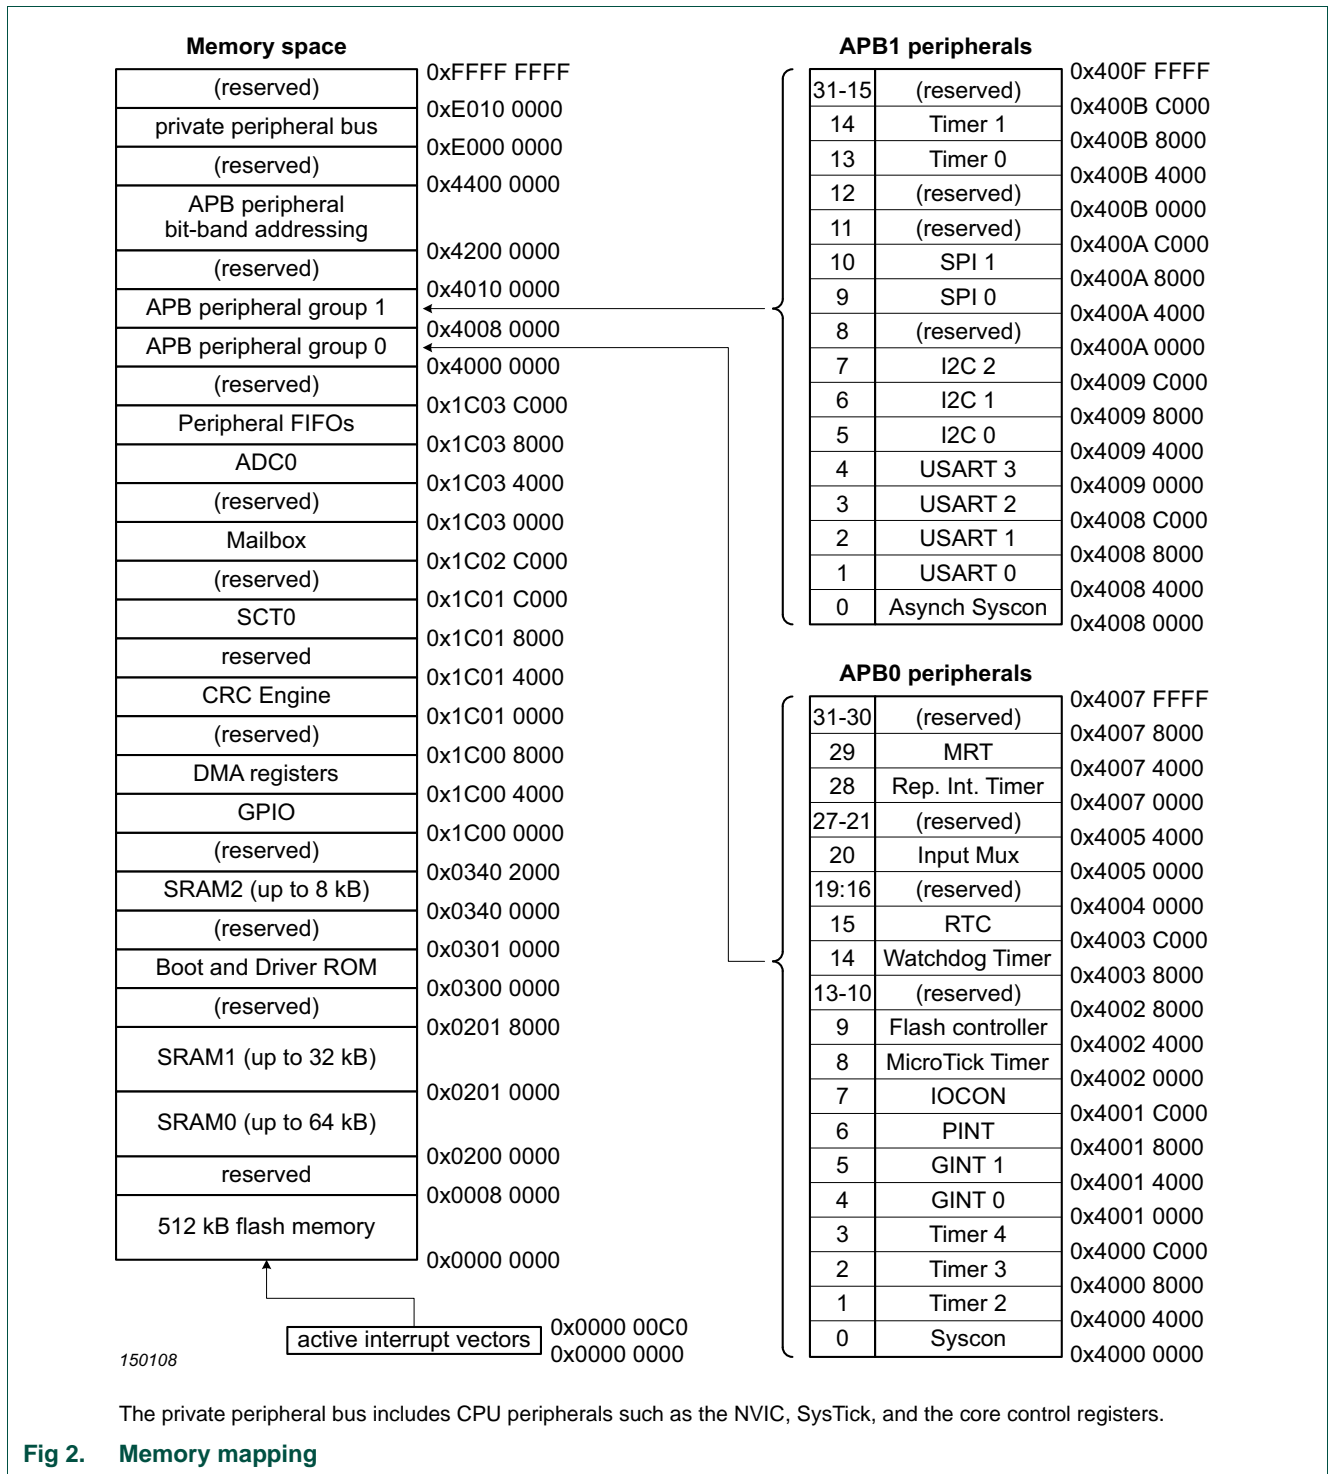 Memory space
0xFFFF FFFF
(reserved)
0xE010 0000
private peripheral bus
0xE000 0000
(reserved)
0x4400 0000
APB peripheral
bit-band addressing
0x4200 0000
(reserved)
0x4010 0000
APB peripheral group 1
0x4008 0000
APB peripheral group 0
0x4000 0000
(reserved)
0x1C03 C000
Peripheral FIFOs
0x1C03 8000
ADC0
0x1C03 4000
(reserved)
0x1C03 0000
Mailbox
0x1C02 C000
(reserved)
0x1C01 C000
SCT0
0x1C01 8000
reserved
0x1C01 4000
CRC Engine
0x1C01 0000
(reserved)
0x1C00 8000
DMA registers
0x1C00 4000
GPIO
0x1C00 0000
(reserved)
0x0340 2000
SRAM2 (up to 8 kB)
0x0340 0000
(reserved)
0x0301 0000
Boot and Driver ROM
0x0300 0000
(reserved)
0x0201 8000
SRAM1 (up to 32 kB)
0x0201 0000
SRAM0 (up to 64 kB)
0x0200 0000
reserved
0x0008 0000
512 kB flash memory
0x0000 0000
active interrupt vectors
0x0000 00C0
0x0000 0000
150108
APB1 peripherals
0x400F FFFF
31-15 (reserved)
0x400B C000
14 Timer 1
0x400B 8000
13 Timer 0
0x400B 4000
12 (reserved)
0x400B 0000
11 (reserved)
0x400A C000
10 SPI 1
0x400A 8000
9 SPI 0
0x400A 4000
8 (reserved)
0x400A 0000
7 I2C 2
0x4009 C000
6 I2C 1
0x4009 8000
5 I2C 0
0x4009 4000
4 USART 3
0x4009 0000
3 USART 2
0x4008 C000
2 USART 1
0x4008 8000
1 USART 0
0x4008 4000
0 Asynch Syscon
0x4008 0000
APB0 peripherals
0x4007 FFFF
31-30 (reserved)
0x4007 8000
29 MRT
0x4007 4000
28 Rep. Int. Timer
0x4007 0000
27-21 (reserved)
0x4005 4000
20 Input Mux
0x4005 0000
19:16 (reserved)
0x4004 0000
15 RTC
0x4003 C000
14 Watchdog Timer
0x4003 8000
13-10 (reserved)
0x4002 8000
9 Flash controller
0x4002 4000
8 MicroTick Timer
0x4002 0000
7 IOCON
0x4001 C000
6 PINT
0x4001 8000
5 GINT 1
0x4001 4000
4 GINT 0
0x4001 0000
3 Timer 4
0x4000 C000
2 Timer 3
0x4000 8000
1 Timer 2
0x4000 4000
0 Syscon
0x4000 0000
The private peripheral bus includes CPU peripherals such as the NVIC, SysTick, and the core control registers.
Fig 2. Memory mapping